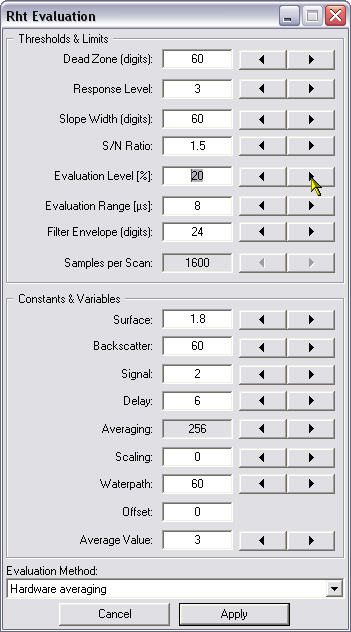 Rht Evaluation
Thresholds & Limits
Dead Zone (digits): 60
Response Level: 3
Slope Width (digits): 60
S/N Ratio: 1.5
Evaluation Level [%]: 20
Evaluation Range [µs]: 8
Filter Envelope (digits): 24
Samples per Scan: 1600
Constants & Variables
Surface: 1.8
Backscatter: 60
Signal: 2
Delay: 6
Averaging: 256
Scaling: 0
Waterpath: 60
Offset: 0
Average Value: 3
Evaluation Method:
Hardware averaging
Cancel Apply